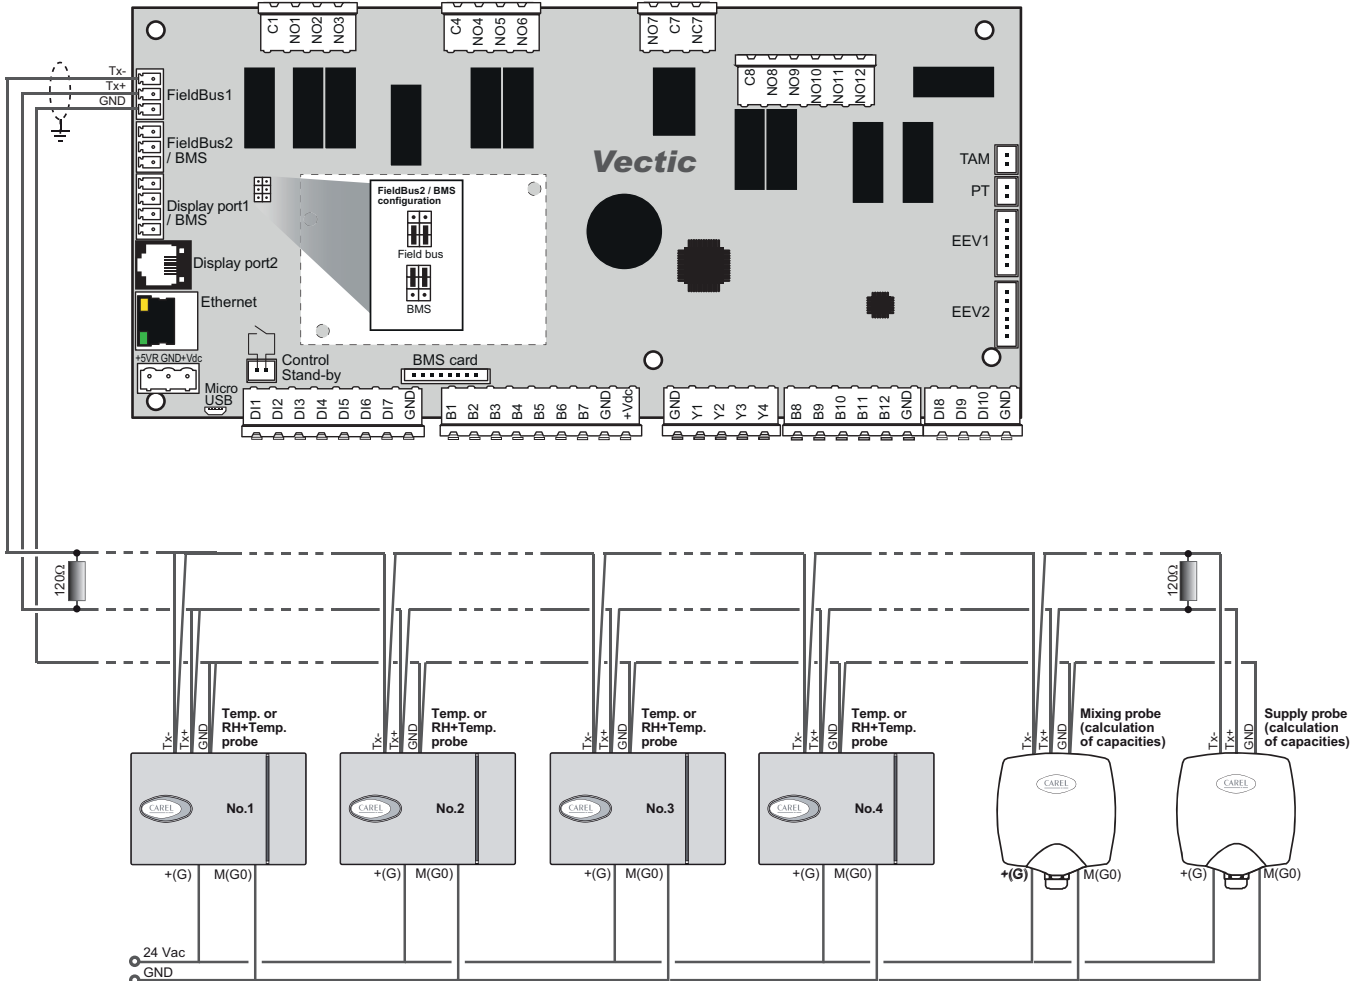 C1 NO1 NO2 NO3
C4 NO4 NO5 NO6
NO7 C7 NC7
C8 NO8 NO9 NO10 NO11 NO12
Tx-
Tx+
GND
FieldBus1
FieldBus2
/ BMS
Display port1
/ BMS
Display port2
Ethernet
+5VR GND+Vdc
Micro
USB
Control
Stand-by
FieldBus2 / BMS
configuration
Field bus
BMS
BMS card
Vectic
TAM
PT
EEV1
EEV2
DI1 DI2 DI3 DI4 DI5 DI6 DI7 GND
B1 B2 B3 B4 B5 B6 B7 GND +Vdc
GND Y1 Y2 Y3 Y4
B8 B9 B10 B11 B12 GND
DI8 DI9 DI10 GND
120Ω
120Ω
Tx- Tx+ GND
Temp. or
RH+Temp.
probe
Tx- Tx+ GND
Temp. or
RH+Temp.
probe
Tx- Tx+ GND
Temp. or
RH+Temp.
probe
Tx- Tx+ GND
Temp. or
RH+Temp.
probe
Tx- Tx+ GND
Mixing probe
(calculation
of capacities)
Tx- Tx+ GND
Supply probe
(calculation
of capacities)
CAREL
No.1
CAREL
No.2
CAREL
No.3
CAREL
No.4
CAREL
CAREL
+(G) M(G0)
+(G) M(G0)
+(G) M(G0)
+(G) M(G0)
+(G) M(G0)
+(G) M(G0)
24 Vac
GND